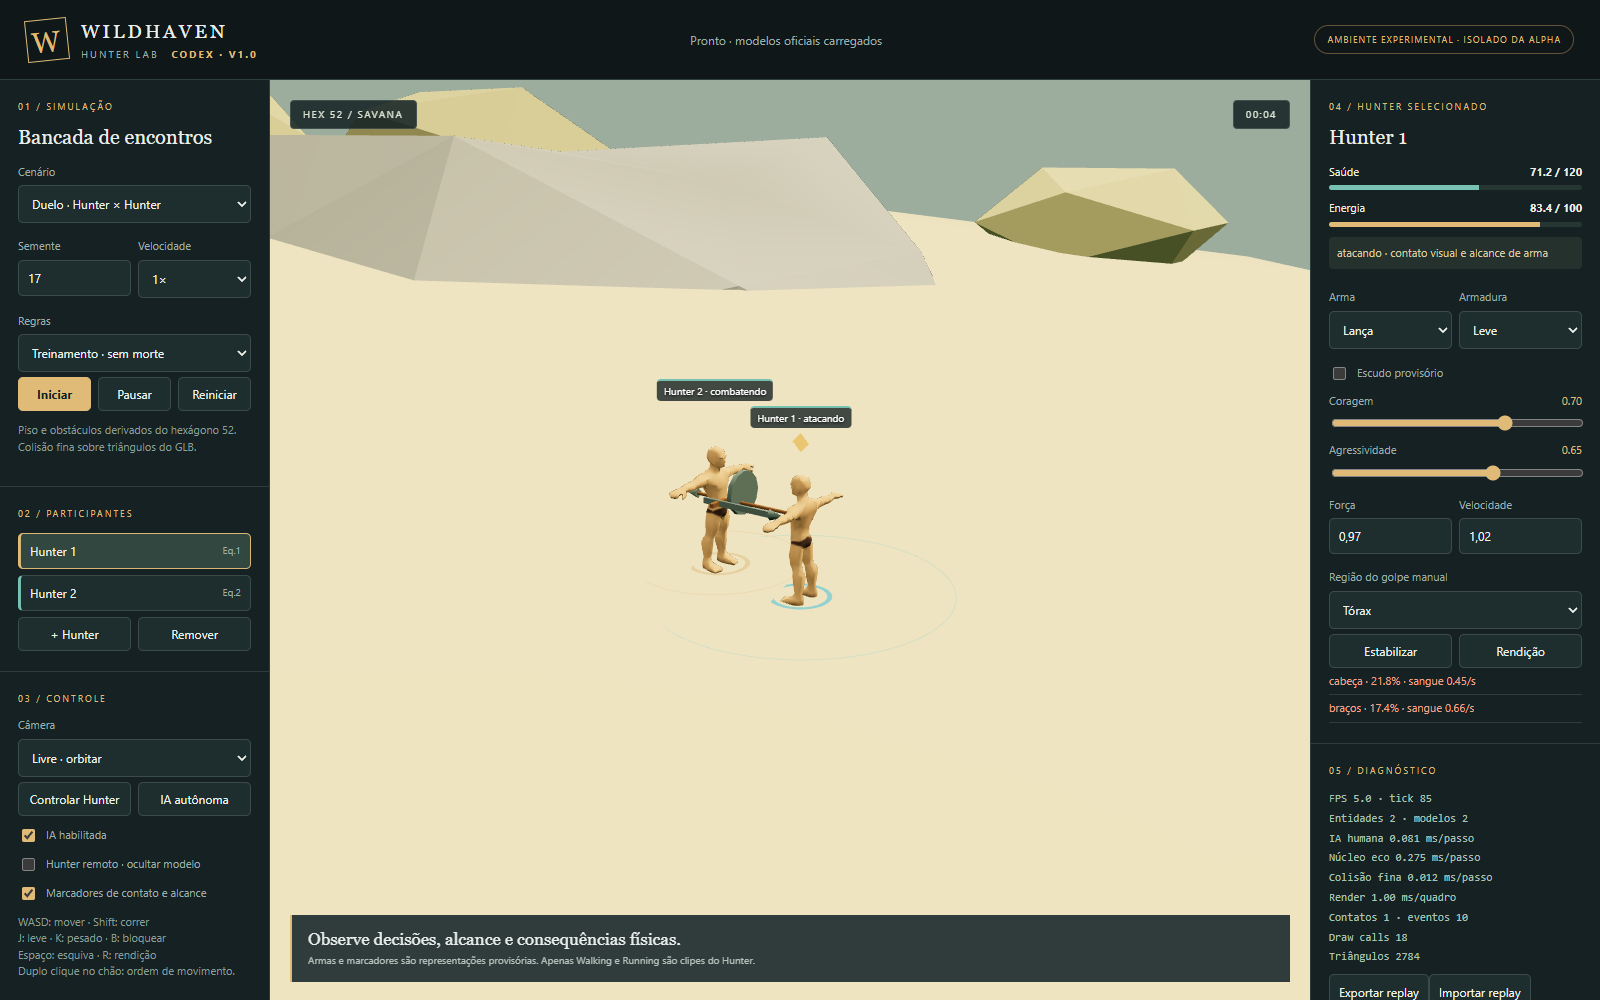 W
WILDHAVEN
HUNTER LAB CODEX · V1.0
Pronto · modelos oficiais carregados
AMBIENTE EXPERIMENTAL · ISOLADO DA ALPHA
01 / SIMULAÇÃO
Bancada de encontros
Cenário
Duelo · Hunter × Hunter
Semente Velocidade
17 1×
Regras
Treinamento · sem morte
Iniciar Pausar Reiniciar
Piso e obstáculos derivados do hexágono 52.
Colisão fina sobre triângulos do GLB.
02 / PARTICIPANTES
Hunter 1 Eq.1
Hunter 2 Eq.2
+ Hunter Remover
03 / CONTROLE
Câmera
Livre · orbitar
Controlar Hunter IA autônoma
IA habilitada
Hunter remoto · ocultar modelo
Marcadores de contato e alcance
WASD: mover · Shift: correr
J: leve · K: pesado · B: bloquear
Espaço: esquiva · R: rendição
Duplo clique no chão: ordem de movimento.
HEX 52 / SAVANA
00:04
Hunter 2 · combatendo
Hunter 1 · atacando
Observe decisões, alcance e consequências físicas.
Armas e marcadores são representações provisórias. Apenas Walking e Running são clipes do Hunter.
04 / HUNTER SELECIONADO
Hunter 1
Saúde 71.2 / 120
Energia 83.4 / 100
atacando · contato visual e alcance de arma
Arma Armadura
Lança Leve
Escudo provisório
Coragem 0.70
Agressividade 0.65
Força Velocidade
0,97 1,02
Região do golpe manual
Tórax
Estabilizar Rendição
cabeça · 21.8% · sangue 0.45/s
braços · 17.4% · sangue 0.66/s
05 / DIAGNÓSTICO
FPS 5.0 · tick 85
Entidades 2 · modelos 2
IA humana 0.081 ms/passo
Núcleo eco 0.275 ms/passo
Colisão fina 0.012 ms/passo
Render 1.00 ms/quadro
Contatos 1 · eventos 10
Draw calls 18
Triângulos 2784
Exportar replay Importar replay